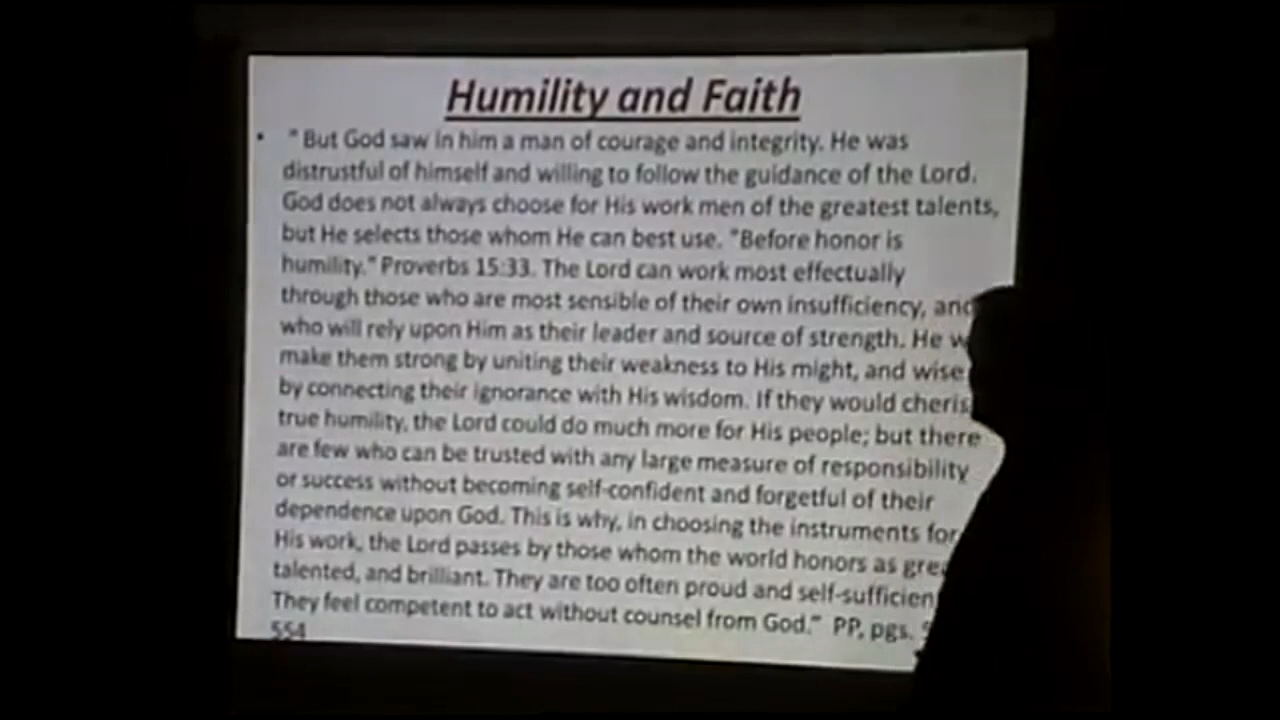 Humility and Faith
• " But God saw in him a man of courage and integrity. He was
distrustful of himself and willing to follow the guidance of the Lord.
God does not always choose for His work men of the greatest talents,
but He selects those whom He can best use. "Before honor is
humility." Proverbs 15:33. The Lord can work most effectually
through those who are most sensible of their own insufficiency, and
who will rely upon Him as their leader and source of strength. He
make them strong by uniting their weakness to His might, and wise
by connecting their ignorance with His wisdom. If they would
true humility, the Lord could do much more for His people; but there
are few who can be trusted with any large measure of responsibility
or success without becoming self-confident and forgetful of their
dependence upon God. This is why, in choosing the instruments for
His work, the Lord passes by those whom the world honors as
talented, and brilliant. They are too often proud and
They feel competent to act without counsel from God." PP, pgs.
554